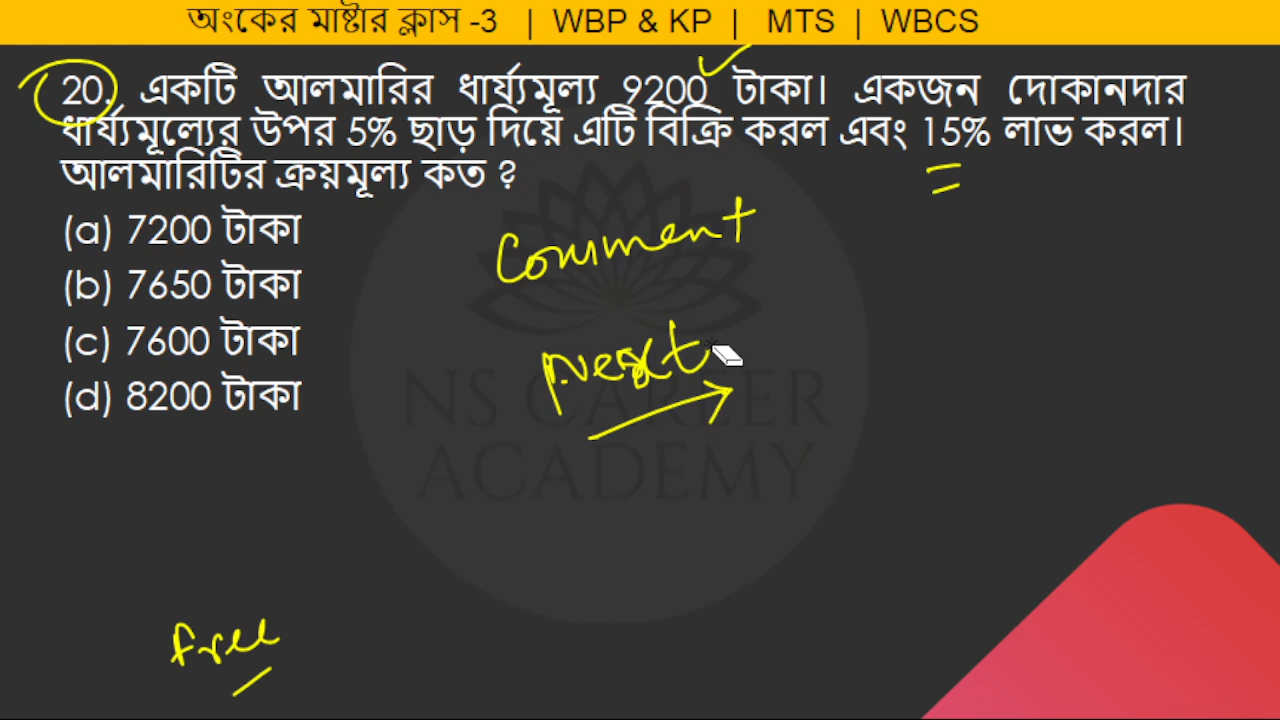 অংকের মাষ্টার ক্লাস -3 | WBP & KP | MTS | WBCS
20. একটি আলমারির ধার্য্যমূল্য 9200 টাকা। একজন দোকানদার
ধার্য্যমূল্যের উপর 5% ছাড় দিয়ে এটি বিক্রি করল এবং 15% লাভ করল।
আলমারিটির ক্রয়মূল্য কত ?
(a) 7200 টাকা
(b) 7650 টাকা
(c) 7600 টাকা
(d) 8200 টাকা
Comment
Next
NS CAREER
ACADEMY
free